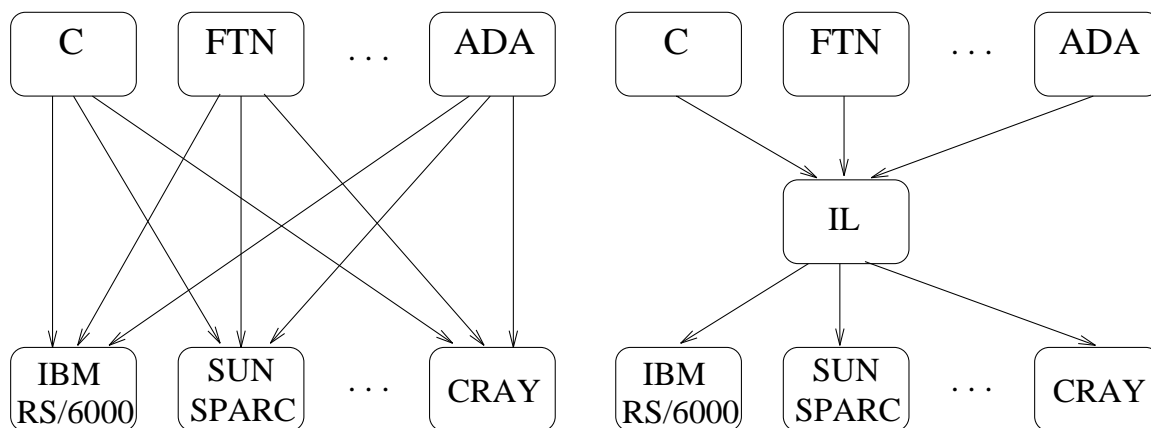 C FTN . . . ADA
C FTN . . . ADA
IL
IBM
RS/6000
SUN
SPARC
. . .
CRAY
IBM
RS/6000
SUN
SPARC
. . .
CRAY